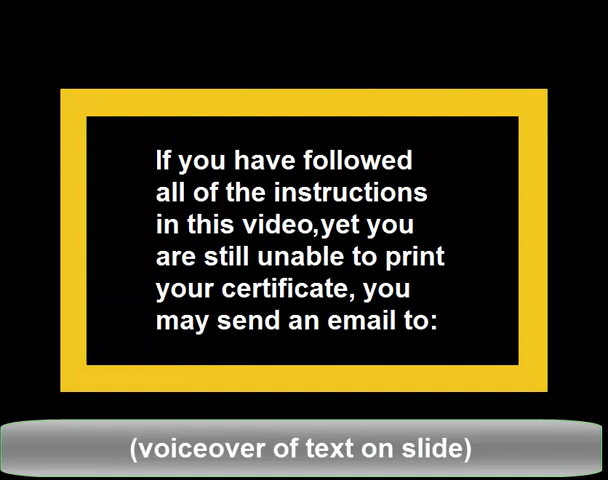 If you have followed
all of the instructions
in this video,yet you
are still unable to print
your certificate, you
may send an email to:
(voiceover of text on slide)